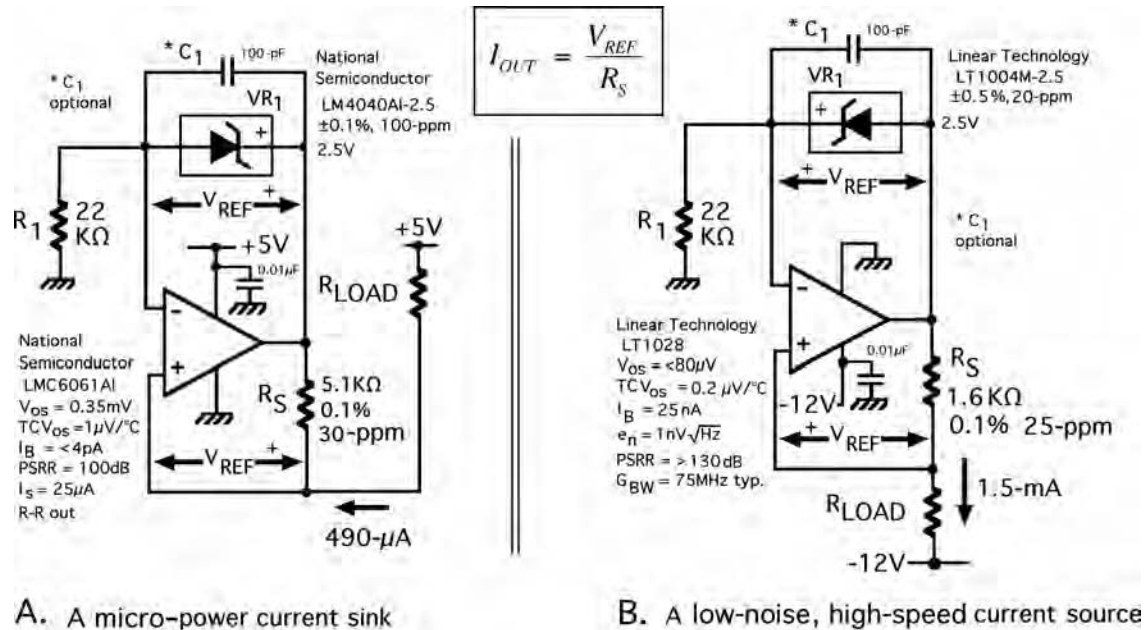 * C1
100-pF
National
Semiconductor
LM4040AI-2.5
±0.1%, 100-ppm
* C1
optional
VR1
+
2.5V
+
VREF
R1
22
KΩ
+5V
0.01µF
+5V
RLOAD
−
+
National
Semiconductor
LMC6061AI
VOS = 0.35mV
TCVOS =1µV/°C
IB = <4pA
PSRR = 100dB
IS = 25µA
R-R out
RS
5.1KΩ
0.1%
30-ppm
VREF +
490-µA
A. A micro-power current sink
IOUT = VREF
RS
* C1
100-pF
Linear Technology
LT1004M-2.5
±0.5%,20-ppm
VR1
+
2.5V
+
VREF
R1
22
KΩ
* C1
optional
−
+
Linear Technology
LT1028
VOS = <80µV
TCVOS = 0.2 µV/°C
IB = 25nA
en = 1nV√Hz
PSRR = >130dB
GBW = 75MHz typ.
0.01µF
-12V
RS
1.6KΩ
0.1% 25-ppm
+
VREF
1.5-mA
RLOAD
-12V
B. A low-noise, high-speed current source